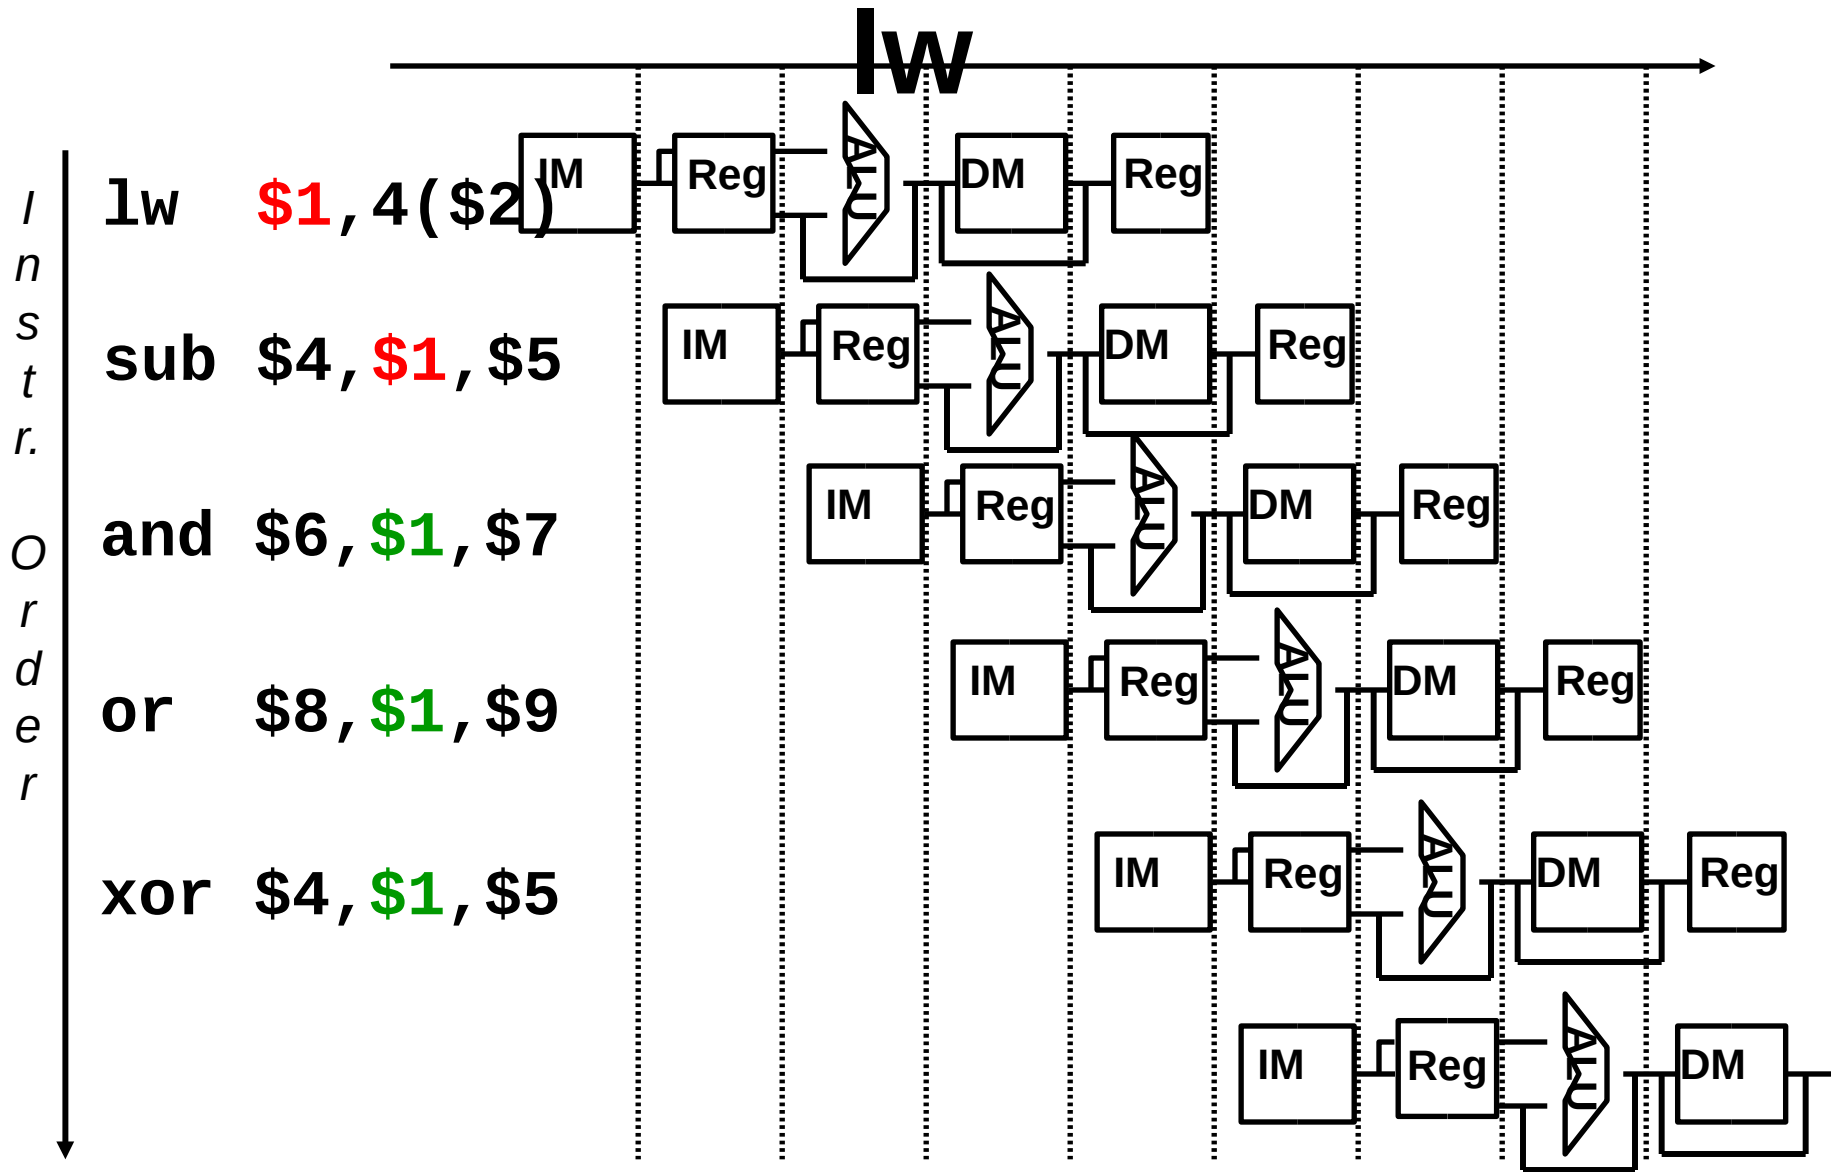 lw
Instr. Order
lw $1,4($2)
IM Reg ALU DM Reg
sub $4,$1,$5
IM Reg ALU DM Reg
and $6,$1,$7
IM Reg ALU DM Reg
or $8,$1,$9
IM Reg ALU DM Reg
xor $4,$1,$5
IM Reg ALU DM Reg
IM Reg ALU DM